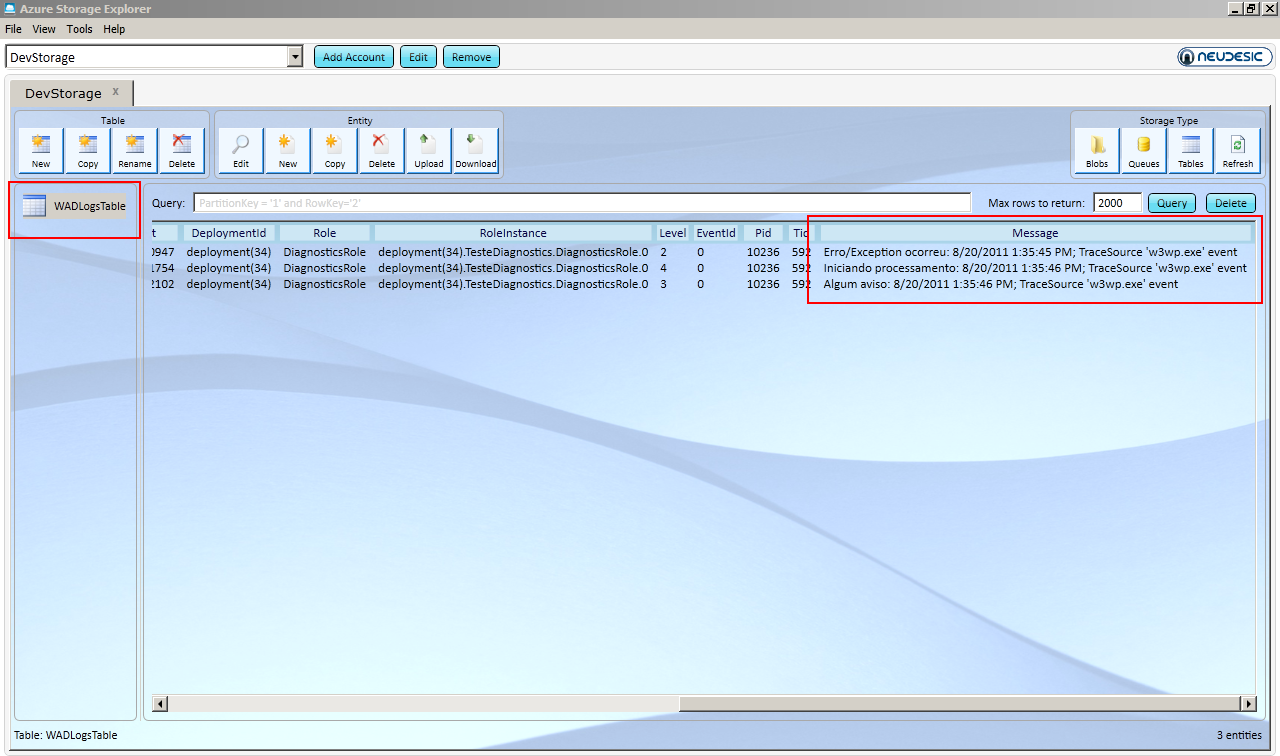 Azure Storage Explorer
File View Tools Help
DevStorage Add Account Edit Remove NEUDESIC
DevStorage x
Table Entity Storage Type
New Copy Rename Delete Edit New Copy Delete Upload Download Blobs Queues Tables Refresh
WADLogsTable Query: PartitionKey = '1' and RowKey='2' Max rows to return: 2000 Query Delete
t DeploymentId Role RoleInstance Level EventId Pid Tid Message
0947 deployment(34) DiagnosticsRole deployment(34).TesteDiagnostics.DiagnosticsRole.0 2 0 10236 592 Erro/Exception ocorreu: 8/20/2011 1:35:45 PM; TraceSource 'w3wp.exe' event
1754 deployment(34) DiagnosticsRole deployment(34).TesteDiagnostics.DiagnosticsRole.0 4 0 10236 592 Iniciando processamento: 8/20/2011 1:35:46 PM; TraceSource 'w3wp.exe' event
2102 deployment(34) DiagnosticsRole deployment(34).TesteDiagnostics.DiagnosticsRole.0 3 0 10236 592 Algum aviso: 8/20/2011 1:35:46 PM; TraceSource 'w3wp.exe' event
Table: WADLogsTable 3 entities